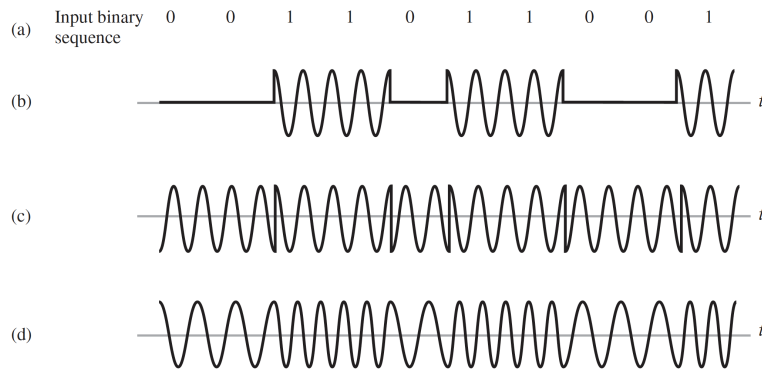 (a) Input binary sequence 0 0 1 1 0 1 1 0 0 1
(b) t
(c) t
(d) t